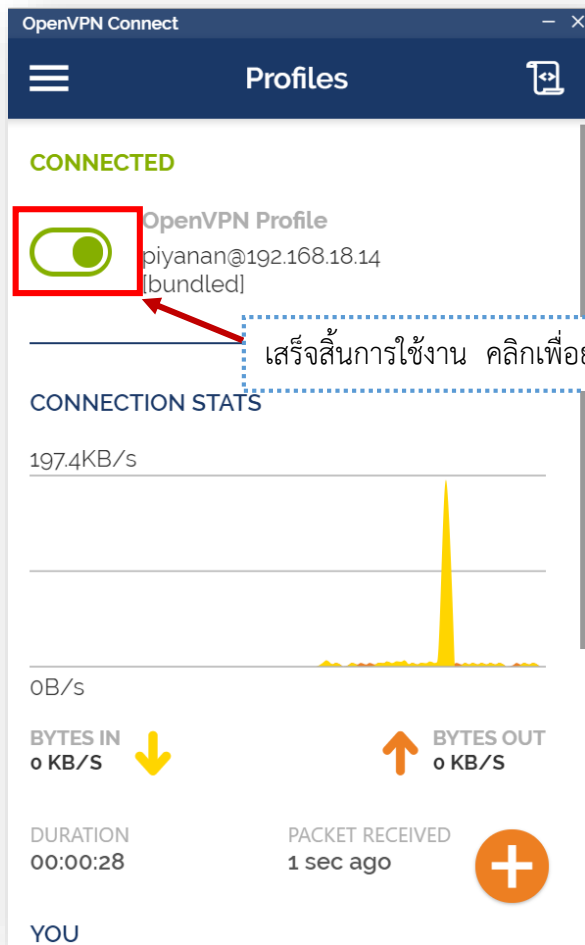 OpenVPN Connect
Profiles
CONNECTED
OpenVPN Profile
piyanan@192.168.18.14
[bundled]
เสร็จสิ้นการใช้งาน คลิกเพื่อ
CONNECTION STATS
197.4KB/s
0B/s
BYTES IN
0 KB/S
BYTES OUT
0 KB/S
DURATION
00:00:28
PACKET RECEIVED
1 sec ago
YOU